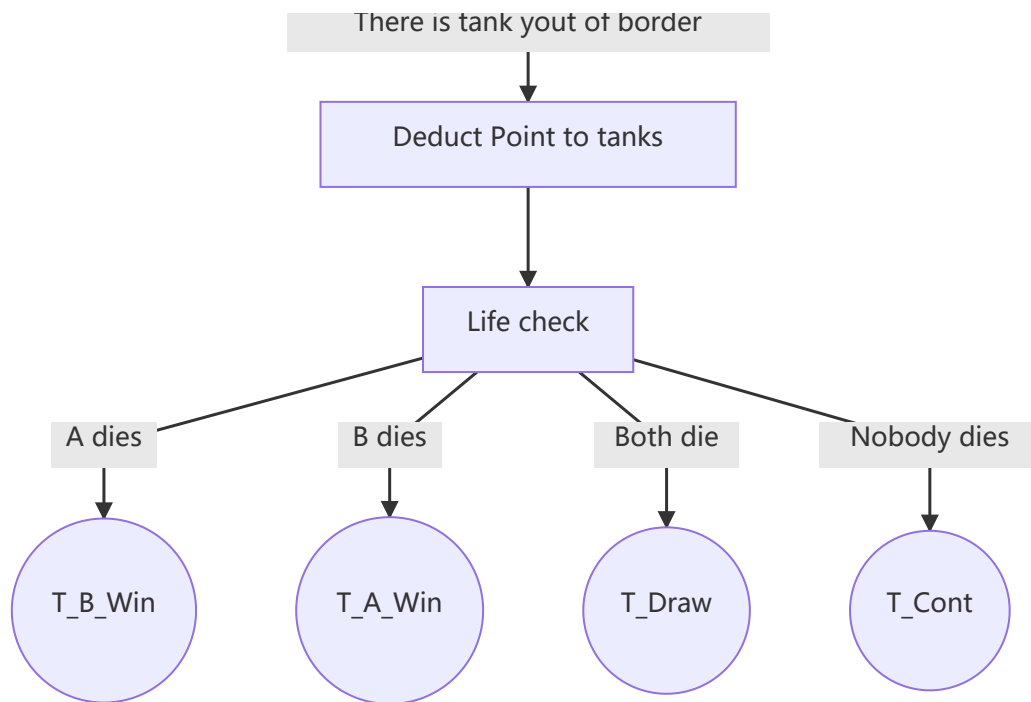 There is tank yout of border
Deduct Point to tanks
Life check
A dies
B dies
Both die
Nobody dies
T_B_Win
T_A_Win
T_Draw
T_Cont